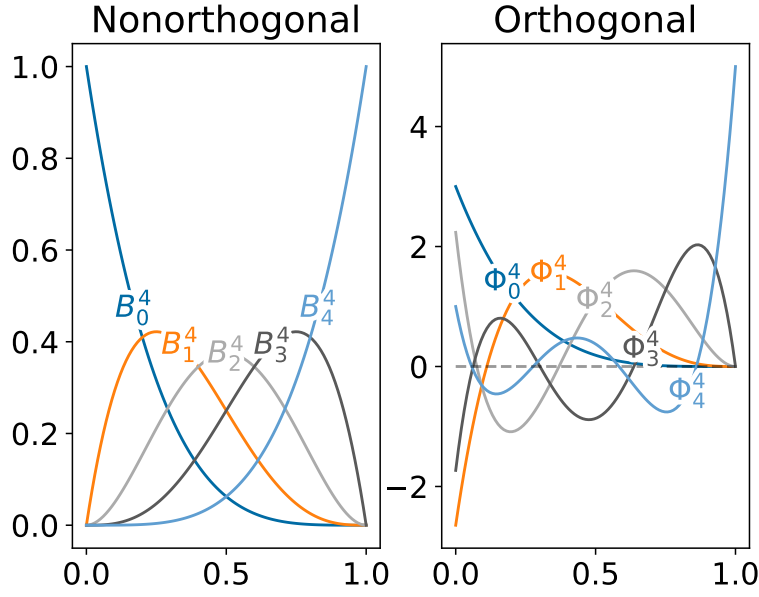 Nonorthogonal
1.0
0.8
0.6
0.4
0.2
0.0
B₀⁴
B₁⁴
B₂⁴
B₃⁴
B₄⁴
0.0 0.5 1.0
Orthogonal
4
2
0
−2
Φ₀⁴
Φ₁⁴
Φ₂⁴
Φ₃⁴
Φ₄⁴
0.0 0.5 1.0